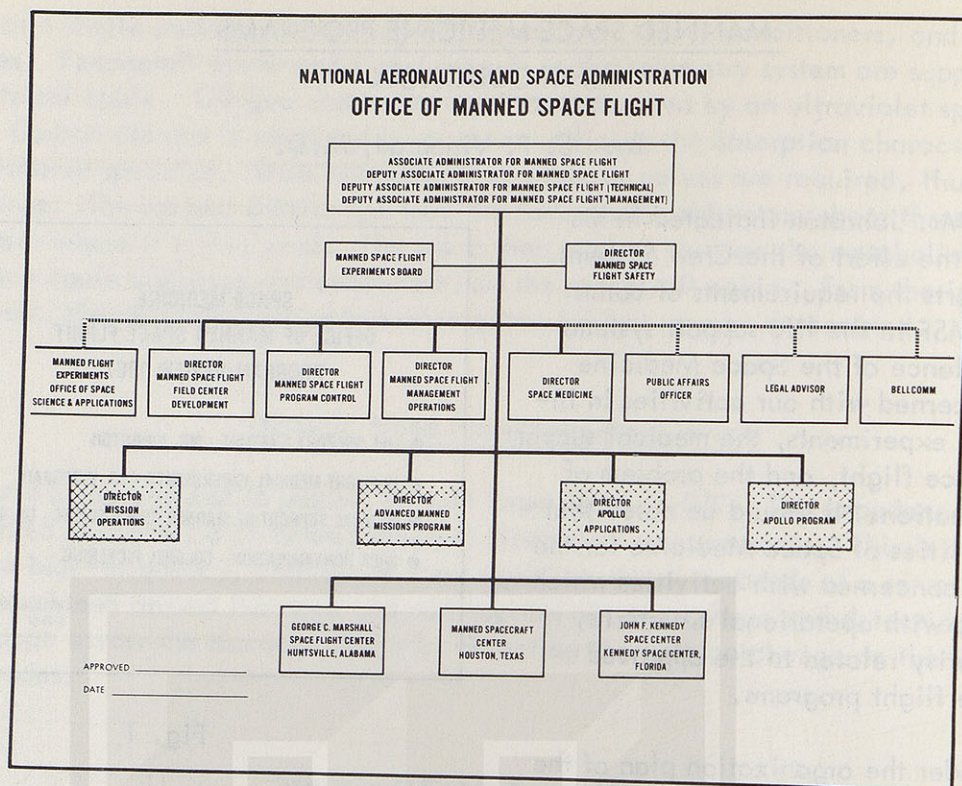 NATIONAL AERONAUTICS AND SPACE ADMINISTRATION
OFFICE OF MANNED SPACE FLIGHT
ASSOCIATE ADMINISTRATOR FOR MANNED SPACE FLIGHT
DEPUTY ASSOCIATE ADMINISTRATOR FOR MANNED SPACE FLIGHT
DEPUTY ASSOCIATE ADMINISTRATOR FOR MANNED SPACE FLIGHT (TECHNICAL)
DEPUTY ASSOCIATE ADMINISTRATOR FOR MANNED SPACE FLIGHT (MANAGEMENT)
MANNED SPACE FLIGHT
EXPERIMENTS BOARD
DIRECTOR
MANNED SPACE
FLIGHT SAFETY
MANNED FLIGHT
EXPERIMENTS
OFFICE OF SPACE
SCIENCE & APPLICATIONS
DIRECTOR
MANNED SPACE FLIGHT
FIELD CENTER
DEVELOPMENT
DIRECTOR
MANNED SPACE FLIGHT
PROGRAM CONTROL
DIRECTOR
MANNED SPACE FLIGHT
MANAGEMENT
OPERATIONS
DIRECTOR
SPACE MEDICINE
PUBLIC AFFAIRS
OFFICER
LEGAL ADVISOR
BELLCOMM
DIRECTOR
MISSION
OPERATIONS
DIRECTOR
ADVANCED MANNED
MISSIONS PROGRAM
DIRECTOR
APOLLO
APPLICATIONS
DIRECTOR
APOLLO PROGRAM
GEORGE C. MARSHALL
SPACE FLIGHT CENTER
HUNTSVILLE, ALABAMA
MANNED SPACECRAFT
CENTER
HOUSTON, TEXAS
JOHN F. KENNEDY
SPACE CENTER
KENNEDY SPACE CENTER,
FLORIDA
APPROVED
DATE